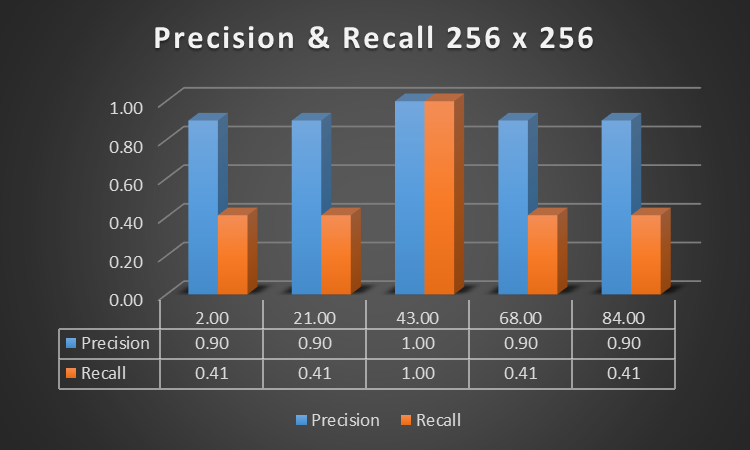 Precision & Recall 256 x 256
1.00
0.80
0.60
0.40
0.20
0.00
2.00 21.00 43.00 68.00 84.00
Precision 0.90 0.90 1.00 0.90 0.90
Recall 0.41 0.41 1.00 0.41 0.41
Precision Recall